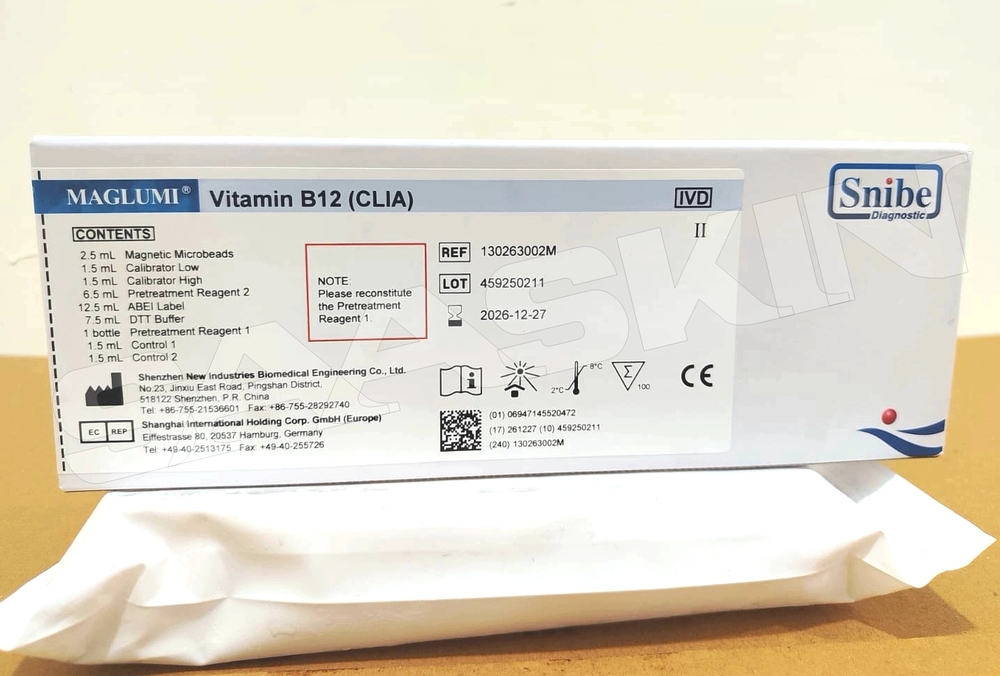 MAGLUMI® Vitamin B12 (CLIA)
IVD
II
Snibe
Diagnostic
CONTENTS
2.5 mL Magnetic Microbeads
1.5 mL Calibrator Low
1.5 mL Calibrator High
6.5 mL Pretreatment Reagent 2
12.5 mL ABEI Label
7.5 mL DTT Buffer
1 bottle Pretreatment Reagent 1
1.5 mL Control 1
1.5 mL Control 2
NOTE:
Please reconstitute
the Pretreatment
Reagent 1.
REF 130263002M
LOT 459250211
2026-12-27
Shenzhen New Industries Biomedical Engineering Co., Ltd.
No.23, Jinxiu East Road, Pingshan District,
518122 Shenzhen, P.R. China
Tel: +86-755-21536601 Fax: +86-755-28292740
EC REP
Shanghai International Holding Corp. GmbH (Europe)
Eiffestrasse 80, 20537 Hamburg, Germany
Tel: +49-40-2513175 Fax: +49-40-255726
i
2°C
8°C
Σ
100
CE
(01) 06947145520472
(17) 261227 (10) 459250211
(240) 130263002M
SAASKIN